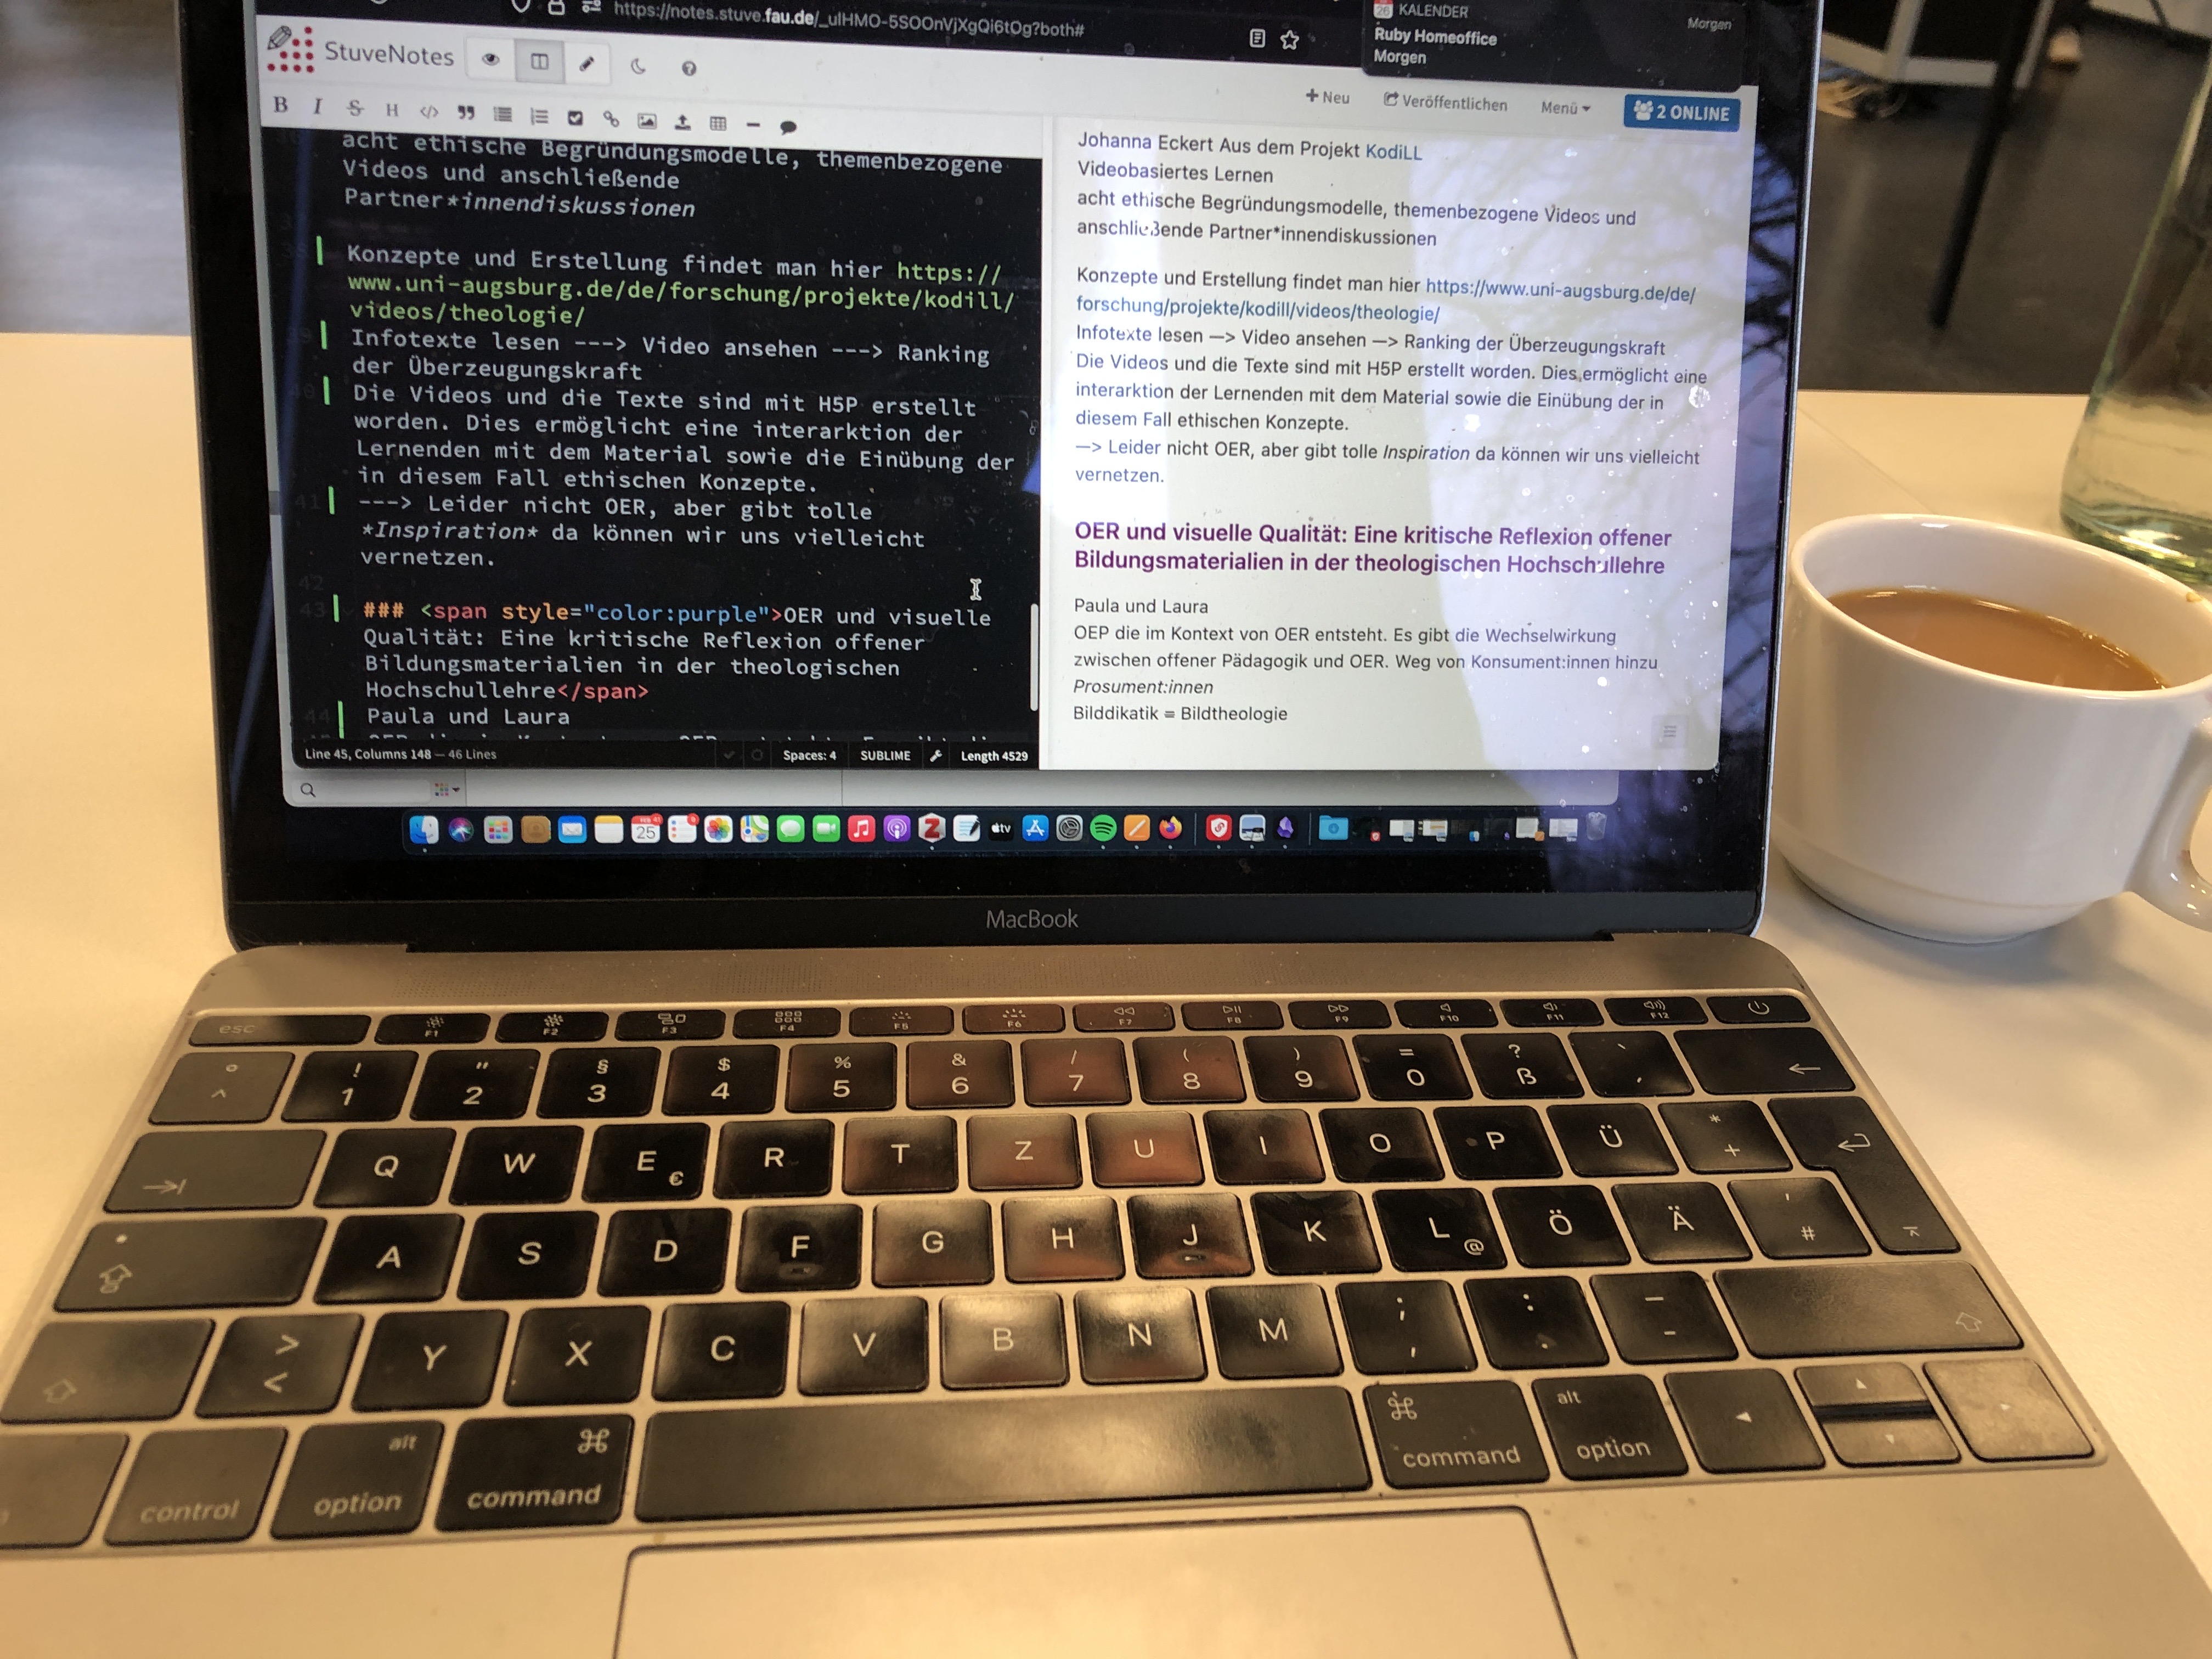 https://notes.stuve.fau.de/_ulHMO-5SOOnVjXgQi6tOg?both#
KALENDER
Morgen
Ruby Homeoffice
Morgen
StuveNotes
+ Neu
Veröffentlichen
Menü
2 ONLINE
B I S H </> "
acht ethische Begründungsmodelle, themenbezogene
Videos und anschließende
Partner*innendiskussionen
Konzepte und Erstellung findet man hier https://
www.uni-augsburg.de/de/forschung/projekte/kodill/
videos/theologie/
Infotexte lesen ---> Video ansehen ---> Ranking
der Überzeugungskraft
40
Die Videos und die Texte sind mit H5P erstellt
worden. Dies ermöglicht eine interarktion der
Lernenden mit dem Material sowie die Einübung der
in diesem Fall ethischen Konzepte.
41
---> Leider nicht OER, aber gibt tolle
*Inspiration* da können wir uns vielleicht
vernetzen.
42
43
### <span style="color:purple">OER und visuelle
Qualität: Eine kritische Reflexion offener
Bildungsmaterialien in der theologischen
Hochschullehre</span>
44
Paula und Laura
Line 45, Columns 148 — 46 Lines
Spaces: 4
SUBLIME
Length 4529
Johanna Eckert Aus dem Projekt KodiLL
Videobasiertes Lernen
acht ethische Begründungsmodelle, themenbezogene Videos und
anschließende Partner*innendiskussionen
Konzepte und Erstellung findet man hier https://www.uni-augsburg.de/de/
forschung/projekte/kodill/videos/theologie/
Infotexte lesen —> Video ansehen —> Ranking der Überzeugungskraft
Die Videos und die Texte sind mit H5P erstellt worden. Dies ermöglicht eine
interarktion der Lernenden mit dem Material sowie die Einübung der in
diesem Fall ethischen Konzepte.
—> Leider nicht OER, aber gibt tolle Inspiration da können wir uns vielleicht
vernetzen.
OER und visuelle Qualität: Eine kritische Reflexion offener
Bildungsmaterialien in der theologischen Hochschullehre
Paula und Laura
OEP die im Kontext von OER entsteht. Es gibt die Wechselwirkung
zwischen offener Pädagogik und OER. Weg von Konsument:innen hinzu
Prosument:innen
Bilddikatik = Bildtheologie
25
tv
MacBook
esc F1 F2 F3 F4 F5 F6 F7 F8 F9 F10 F11 F12
° ! " § $ % & / ( ) = ? `
^ 1 2 3 4 5 6 7 8 9 0 ß ´
Q W E € R T Z U I O P Ü * +
A S D F G H J K L @ Ö Ä ' #
> < Y X C V B N M ; , : . _ -
control
alt option
⌘ command
⌘ command
alt option